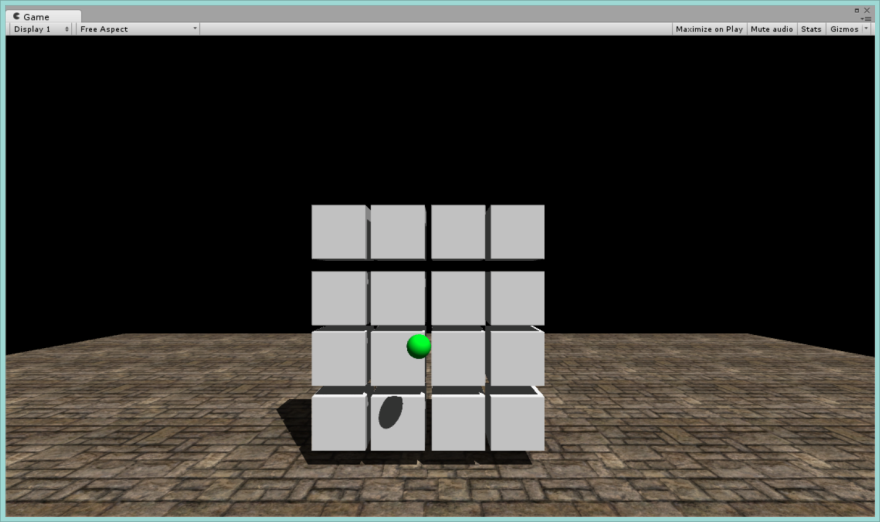 Game
Display 1
Free Aspect
Maximize on Play
Mute audio
Stats
Gizmos